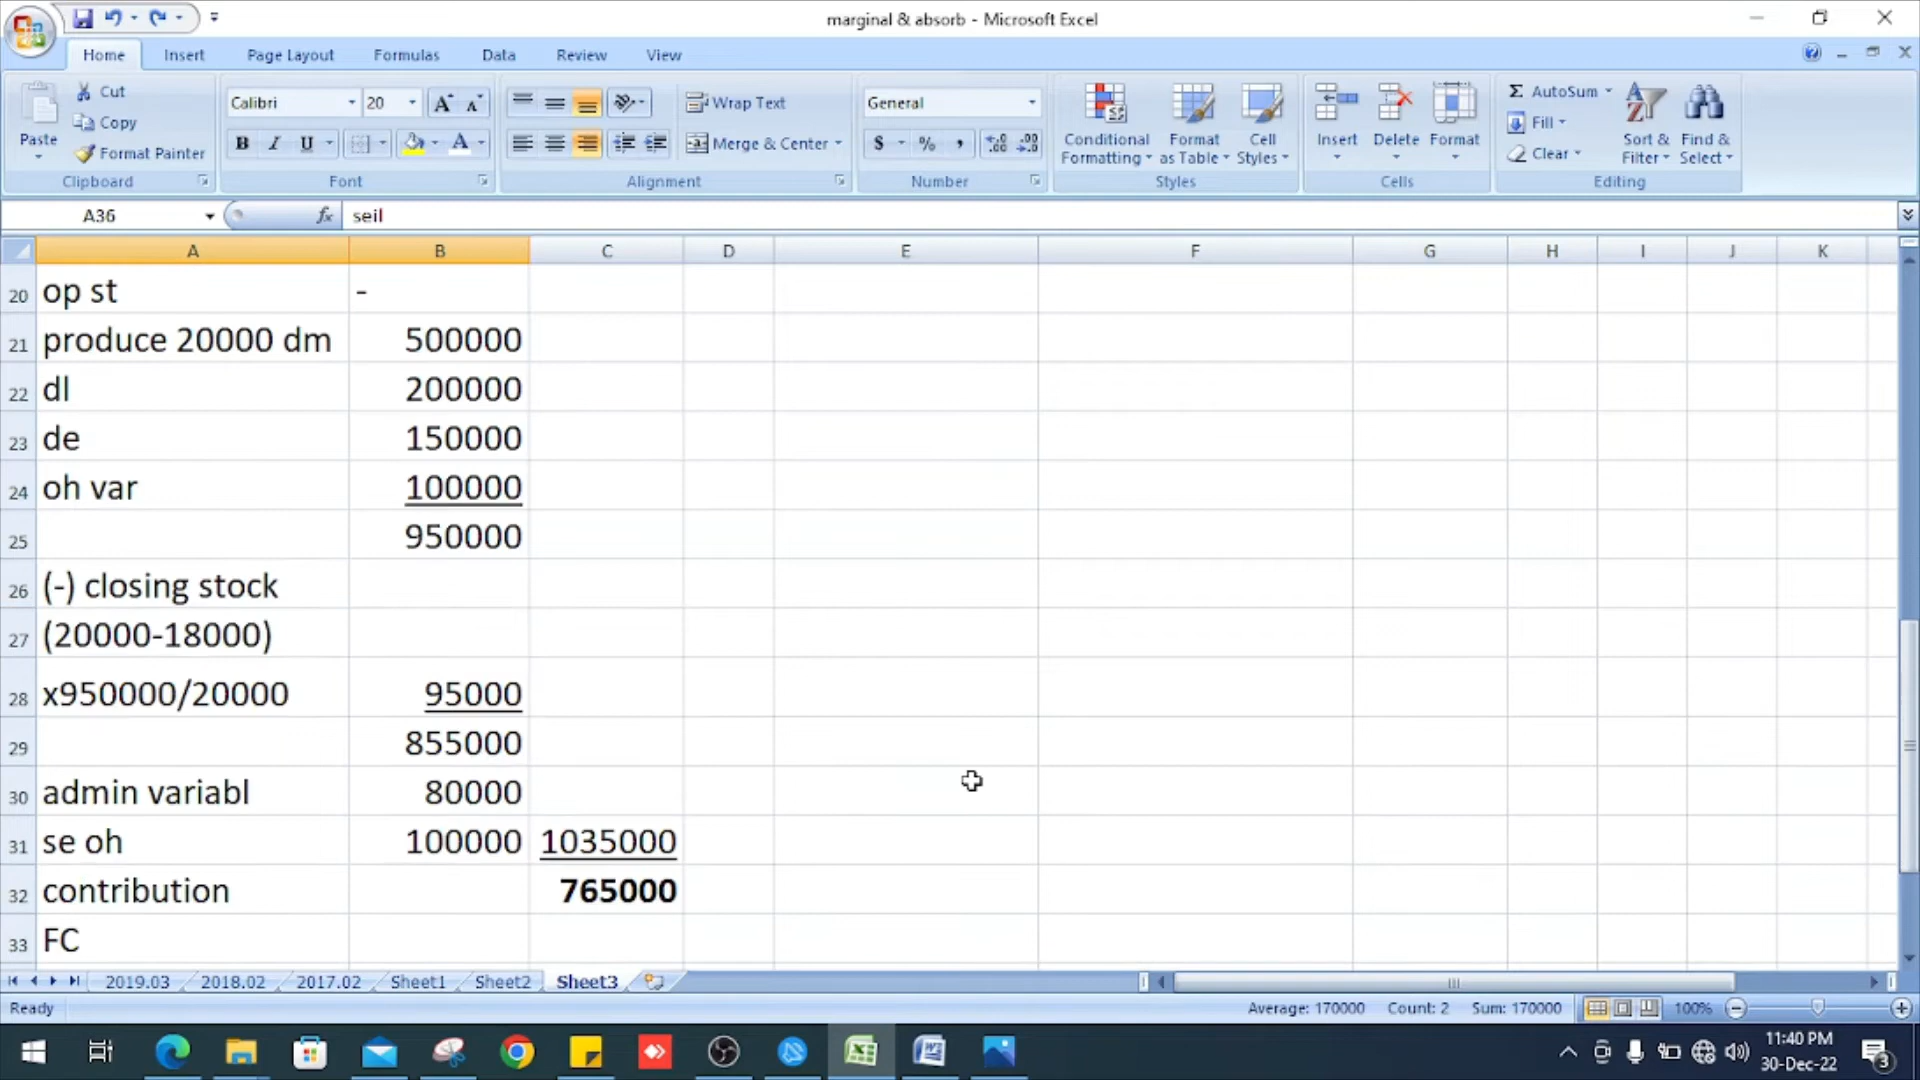 marginal & absorb - Microsoft Excel
Home Insert Page Layout Formulas Data Review View
Paste
Cut
Copy
Format Painter
Clipboard
Calibri 20
B I U
Font
Wrap Text
Merge & Center
Alignment
General
$ % ,
Number
Conditional Formatting
Format as Table
Cell Styles
Styles
Insert Delete Format
Cells
Σ AutoSum
Fill
Clear
Sort & Filter
Find & Select
Editing
A36 fx seil
A B C D E F G H I J K
20 op st -
21 produce 20000 dm 500000
22 dl 200000
23 de 150000
24 oh var 100000
25 950000
26 (-) closing stock
27 (20000-18000)
28 x950000/20000 95000
29 855000
30 admin variabl 80000
31 se oh 100000 1035000
32 contribution 765000
33 FC
2019.03 2018.02 2017.02 Sheet1 Sheet2 Sheet3
Ready Average: 170000 Count: 2 Sum: 170000 100%
11:40 PM
30-Dec-22
3